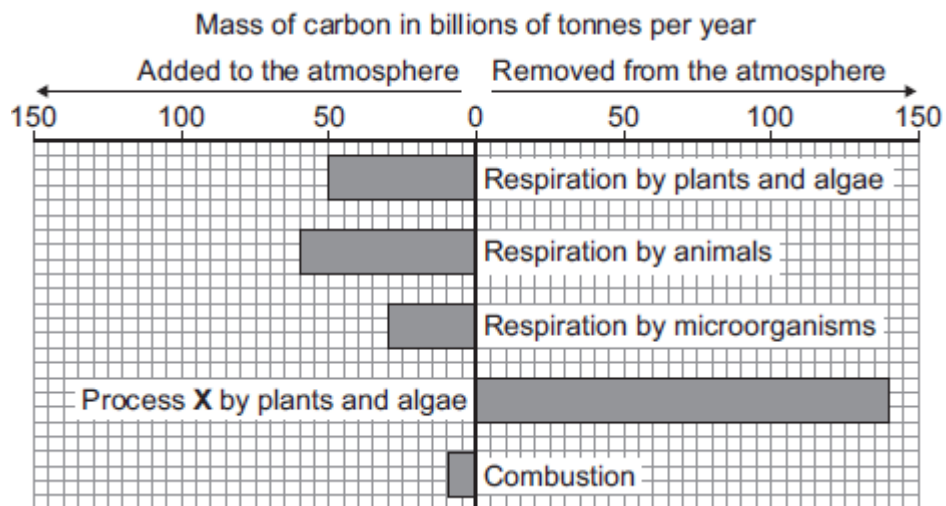 Mass of carbon in billions of tonnes per year
Added to the atmosphere Removed from the atmosphere
150 100 50 0 50 100 150
Respiration by plants and algae
Respiration by animals
Respiration by microorganisms
Process X by plants and algae
Combustion